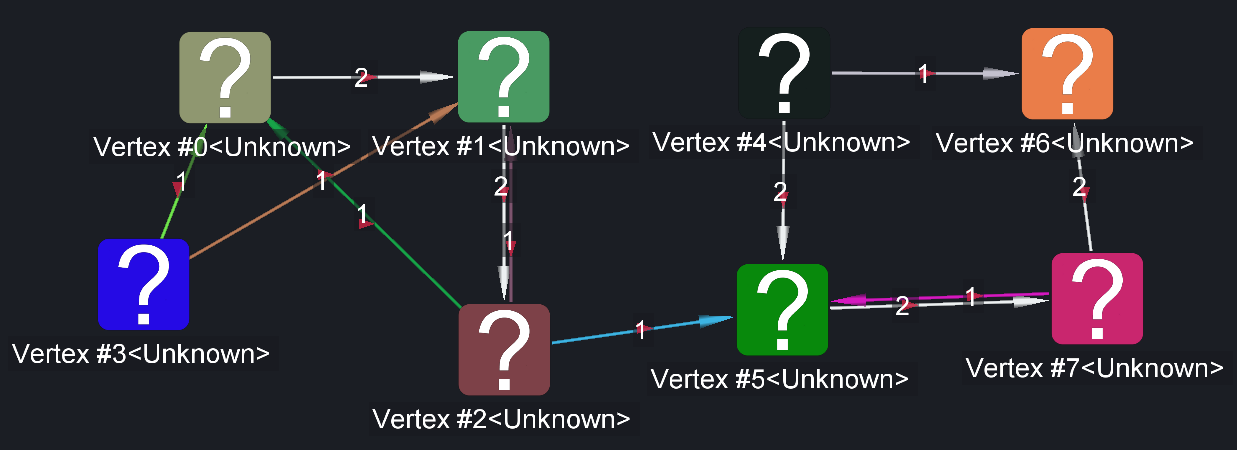 ? ? ? ?
2 1
Vertex #0<Unknown> Vertex #1<Unknown> Vertex #4<Unknown> Vertex #6<Unknown>
1 1 2 2 2
1
? 1 ? ?
2 1
? 1
Vertex #3<Unknown> Vertex #5<Unknown> Vertex #7<Unknown>
Vertex #2<Unknown>